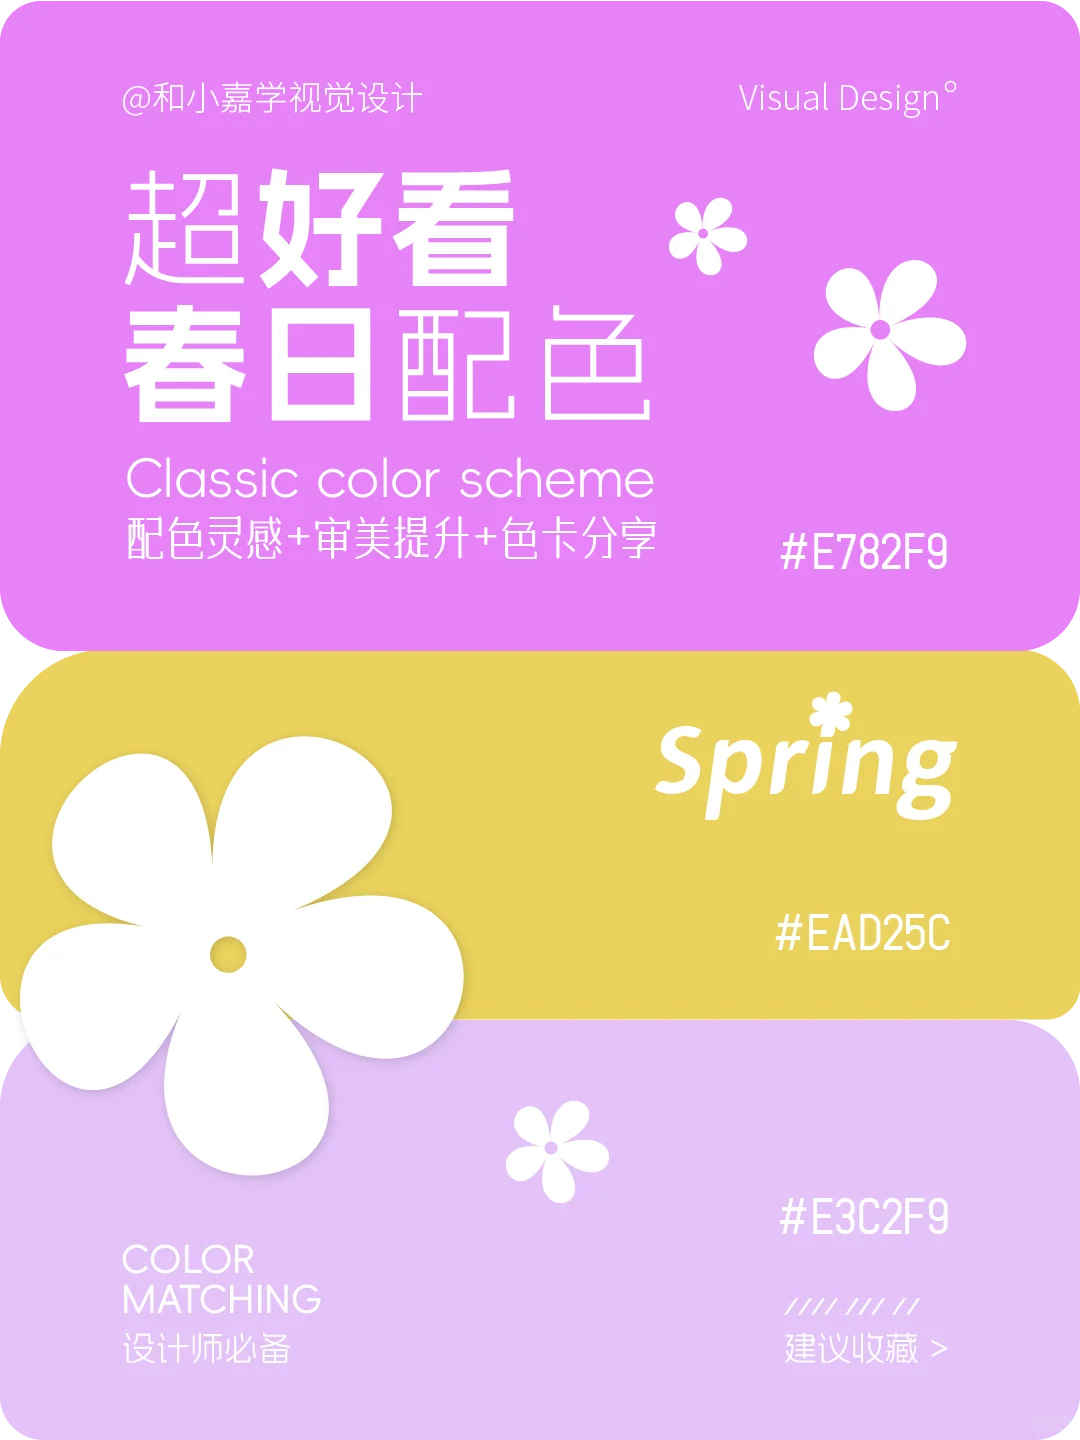 @和小嘉学视觉设计
Visual Design°
超好看
春日配色
Classic color scheme
配色灵感+审美提升+色卡分享
#E782F9
Spring
#EAD25C
#E3C2F9
COLOR
MATCHING
设计师必备
//// /// //
建议收藏 >